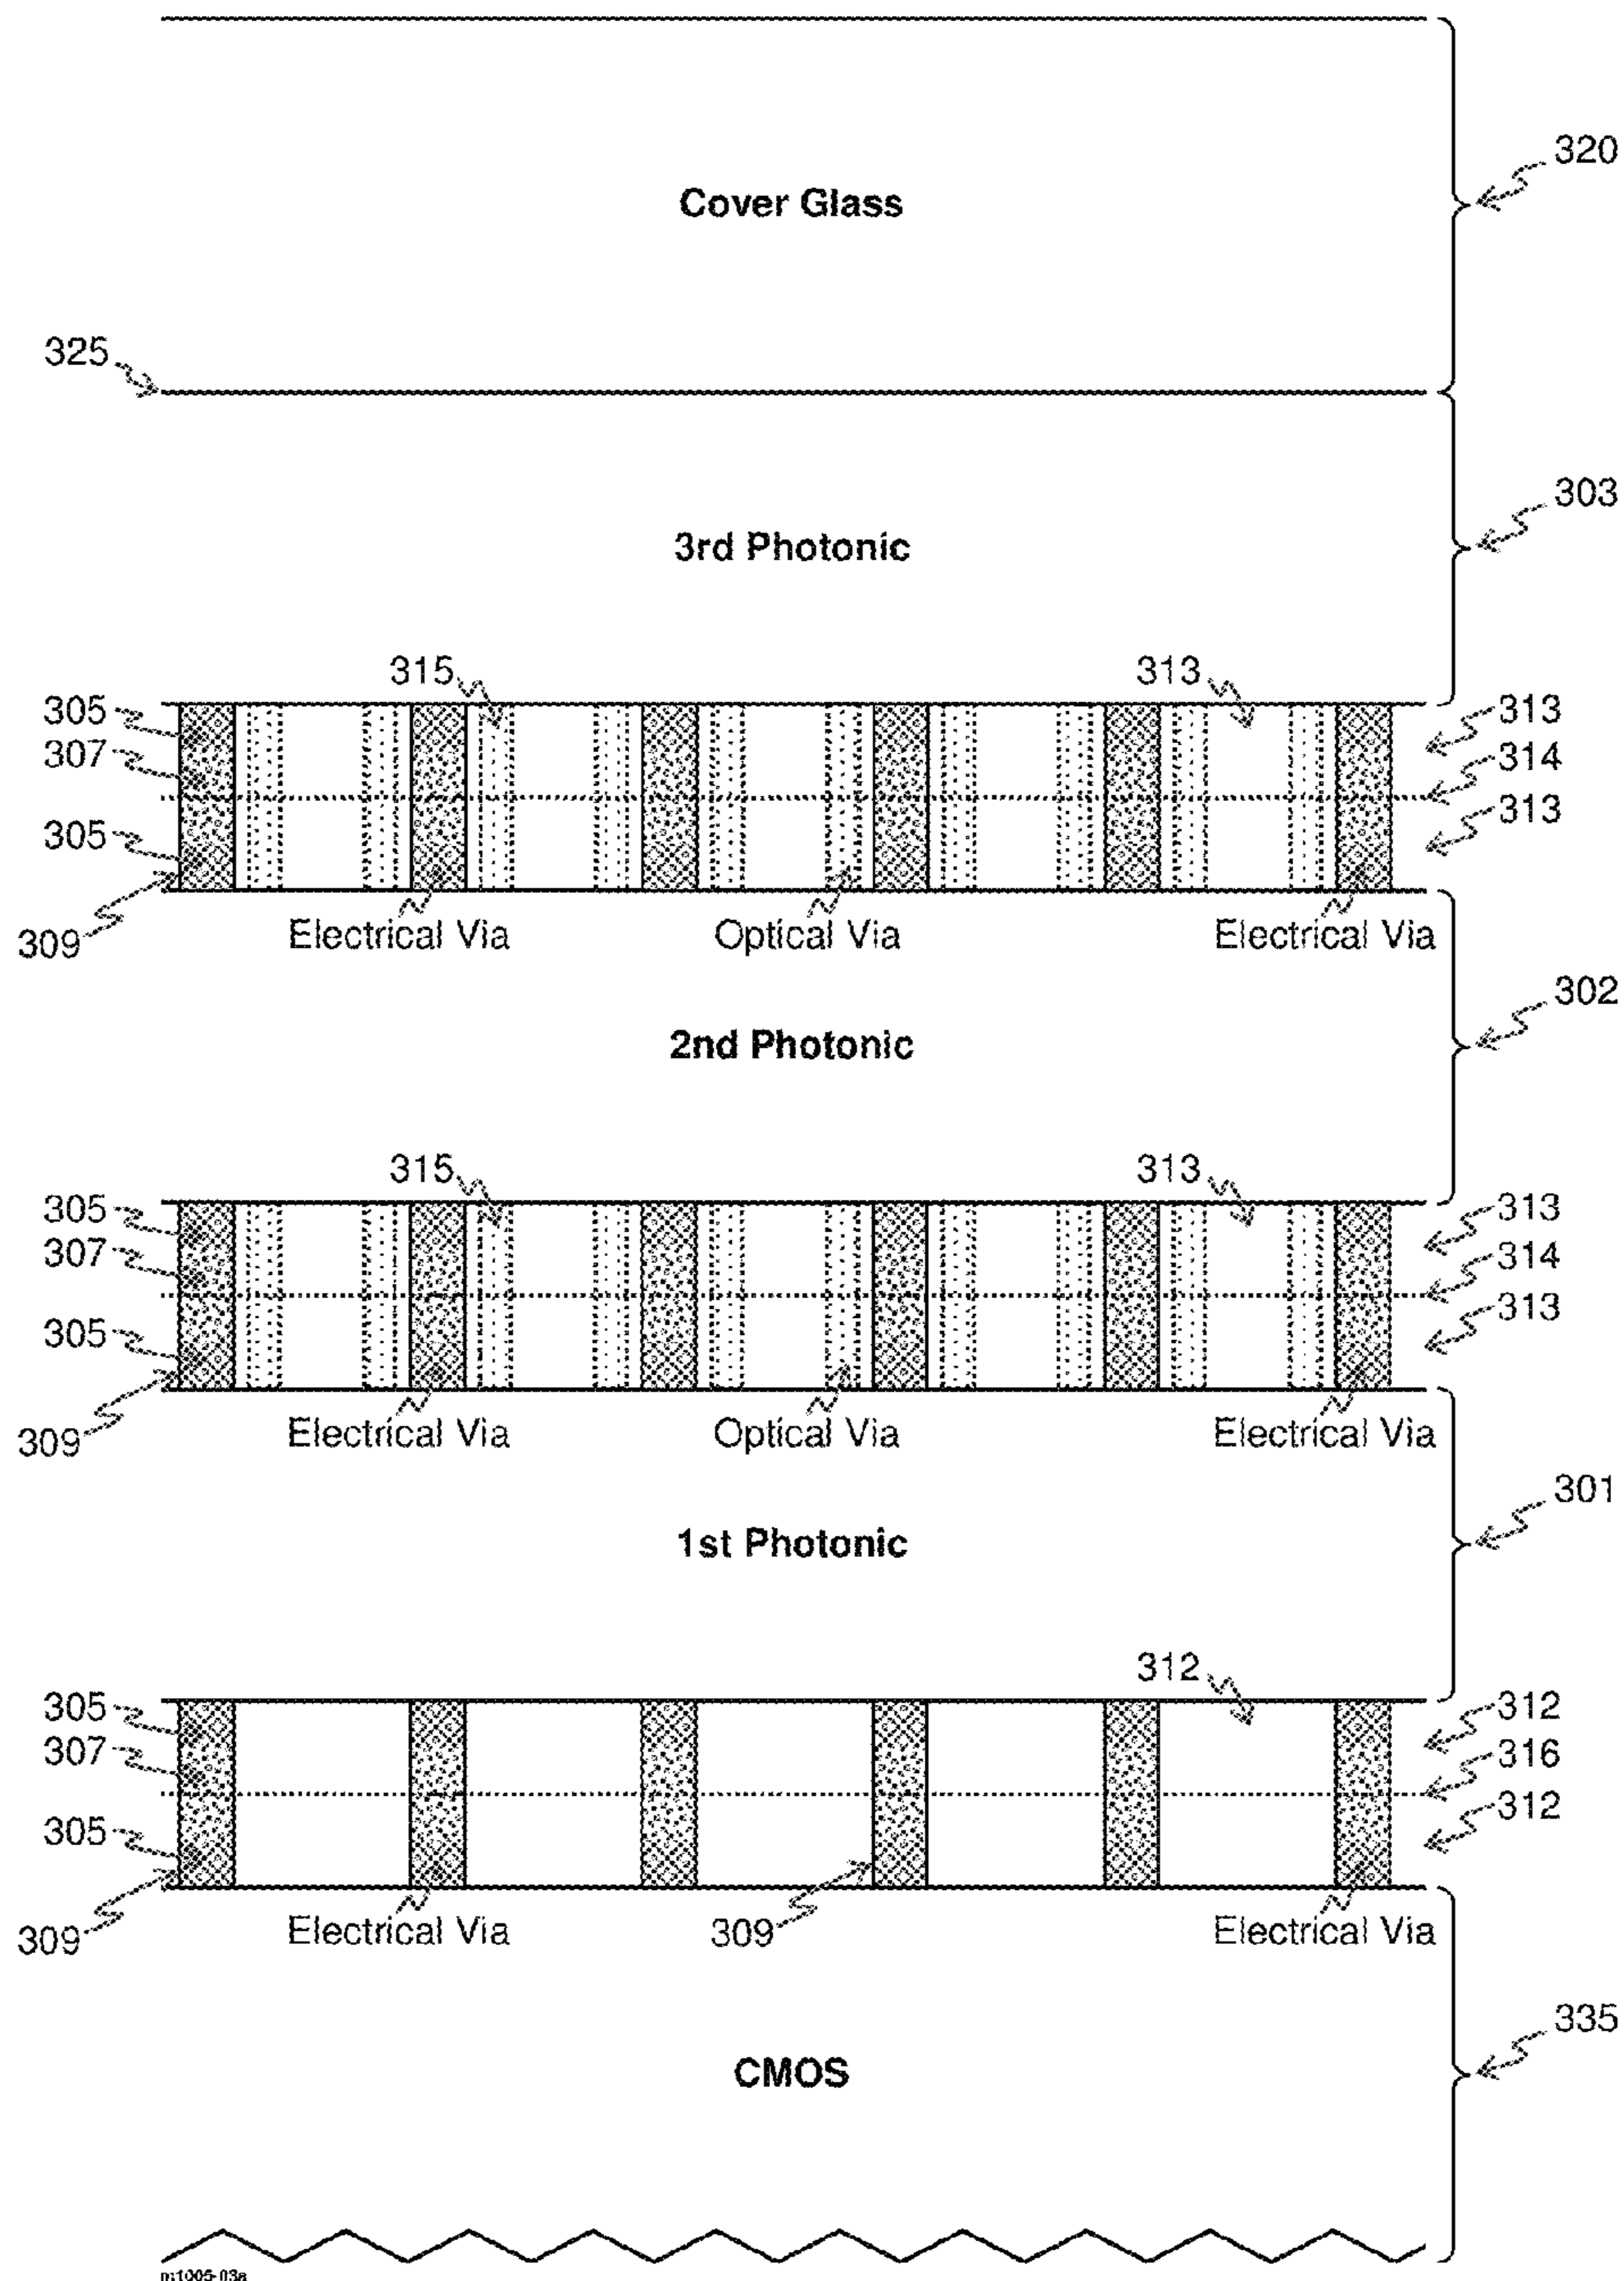 320
Cover Glass
325
303
3rd Photonic
315 313
305 313
307 314
305 313
309 Electrical Via Optical Via Electrical Via
302
2nd Photonic
315 313
305 313
307 314
305 313
309 Electrical Via Optical Via Electrical Via
301
1st Photonic
312
305 312
307 316
305 312
309 Electrical Via 309 Electrical Via
335
CMOS
m1005-03a